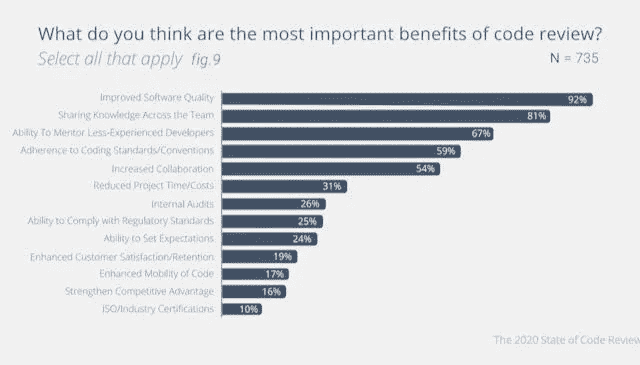 What do you think are the most important benefits of code review?
Select all that apply fig.9
N = 735
Improved Software Quality 92%
Sharing Knowledge Across the Team 81%
Ability To Mentor Less-Experienced Developers 67%
Adherence to Coding Standards/Conventions 59%
Increased Collaboration 54%
Reduced Project Time/Costs 31%
Internal Audits 26%
Ability to Comply with Regulatory Standards 25%
Ability to Set Expectations 24%
Enhanced Customer Satisfaction/Retention 19%
Enhanced Mobility of Code 17%
Strengthen Competitive Advantage 16%
ISO/Industry Certifications 10%
The 2020 State of Code Review